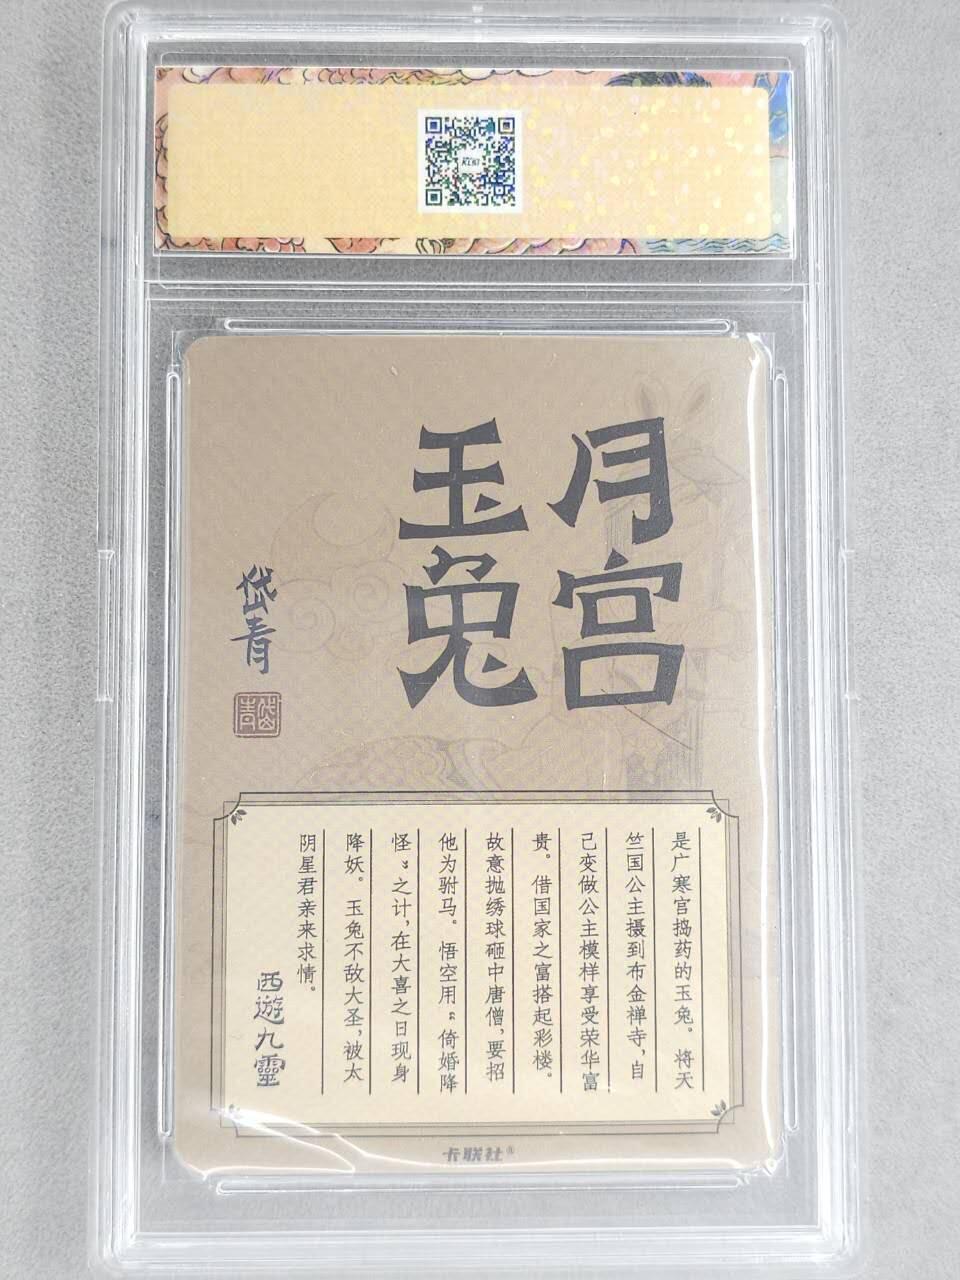 月宫
玉兔
岱青
岱青
是广寒宫捣药的玉兔。将天
竺国公主摄到布金禅寺，自
己变做公主模样享受荣华富
贵。借国家之富搭起彩楼。
故意抛绣球砸中唐僧，要招
他为驸马。悟空用“倚婚降
怪”之计，在大喜之日现身
降妖。玉兔不敌大圣，被太
阴星君亲来求情。
西遊九靈
卡联社®